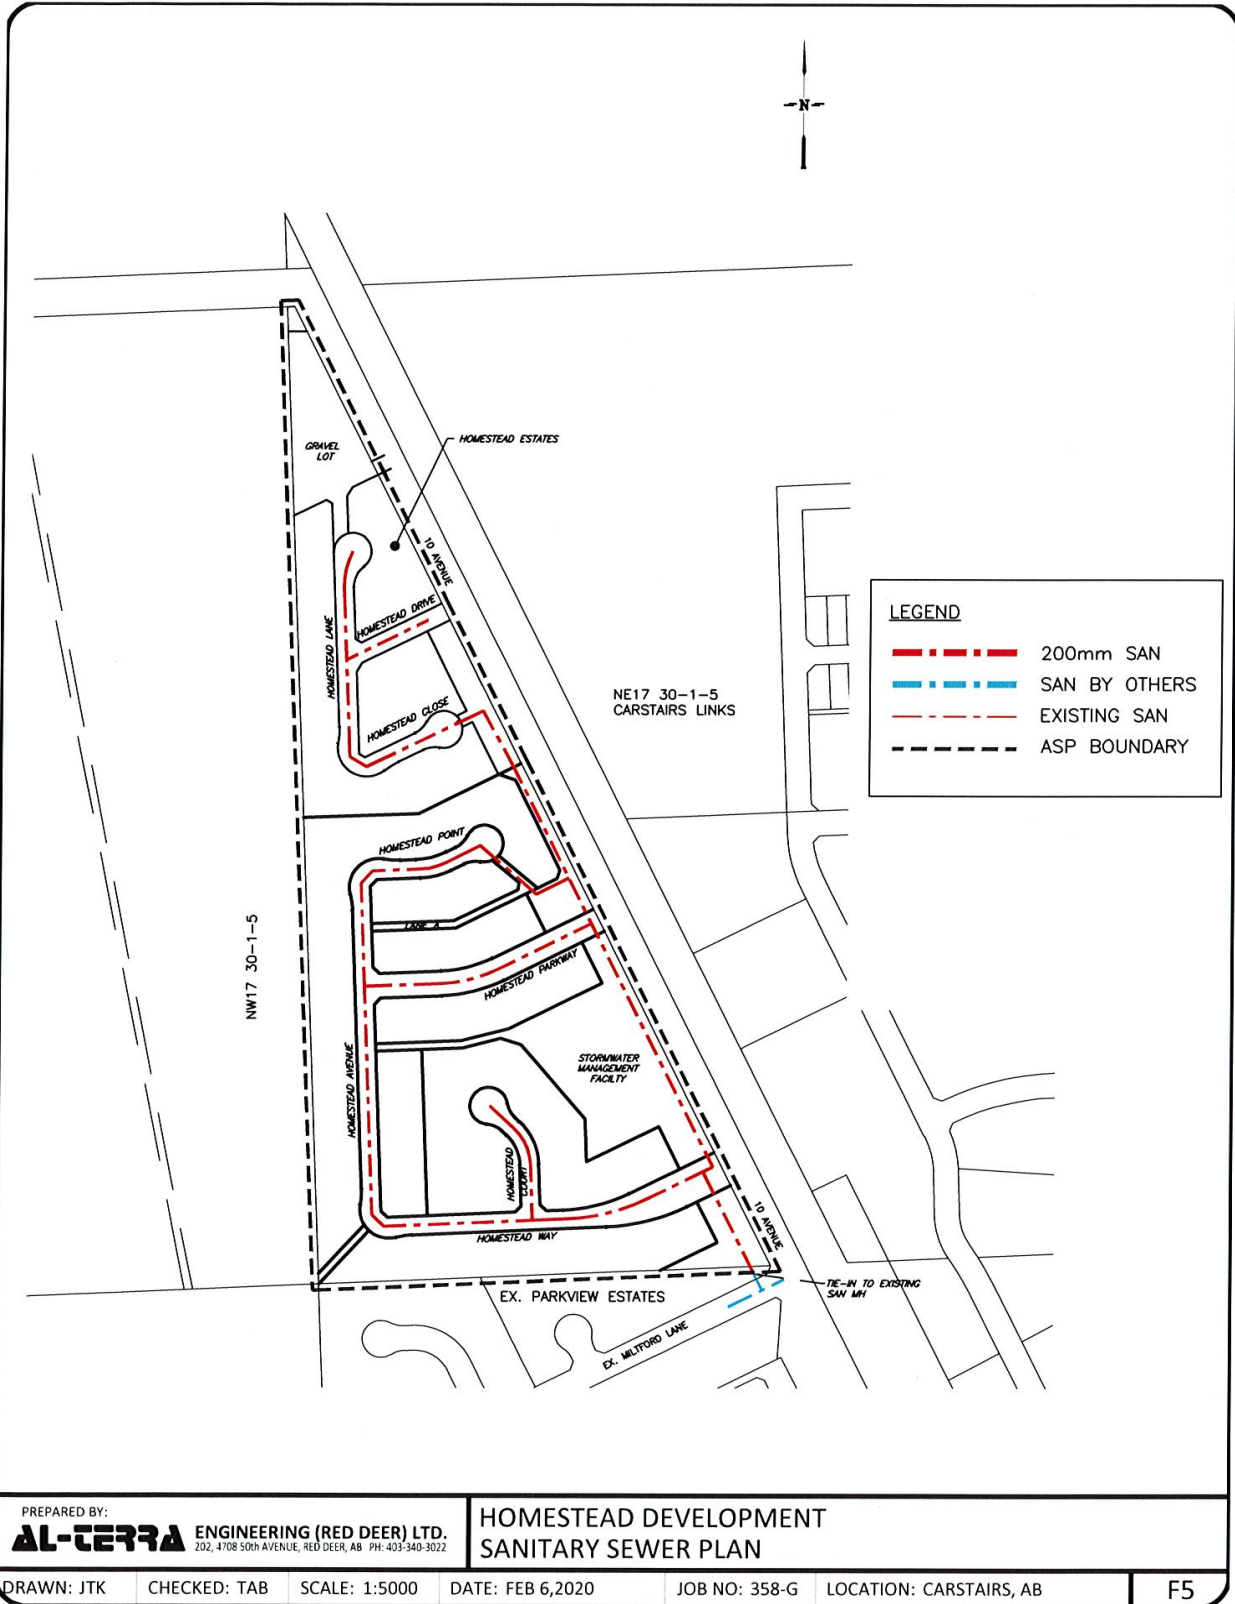 -N-
HOMESTEAD ESTATES
GRAVEL
LOT
10 AVENUE
HOMESTEAD DRIVE
HOMESTEAD LANE
HOMESTEAD CLOSE
NE17 30-1-5
CARSTAIRS LINKS
LEGEND
200mm SAN
SAN BY OTHERS
EXISTING SAN
ASP BOUNDARY
HOMESTEAD POINT
LANE A
NW17 30-1-5
HOMESTEAD PARKWAY
HOMESTEAD AVENUE
STORMWATER
MANAGEMENT
FACILTY
HOMESTEAD
COURT
HOMESTEAD WAY
10 AVENUE
TIE-IN TO EXISTING
SAN MH
EX. PARKVIEW ESTATES
EX. MILTFORD LANE
PREPARED BY:
AL-TERRA ENGINEERING (RED DEER) LTD.
202, 4708 50th AVENUE, RED DEER, AB PH: 403-340-3022
HOMESTEAD DEVELOPMENT
SANITARY SEWER PLAN
DRAWN: JTK CHECKED: TAB SCALE: 1:5000 DATE: FEB 6,2020 JOB NO: 358-G LOCATION: CARSTAIRS, AB F5